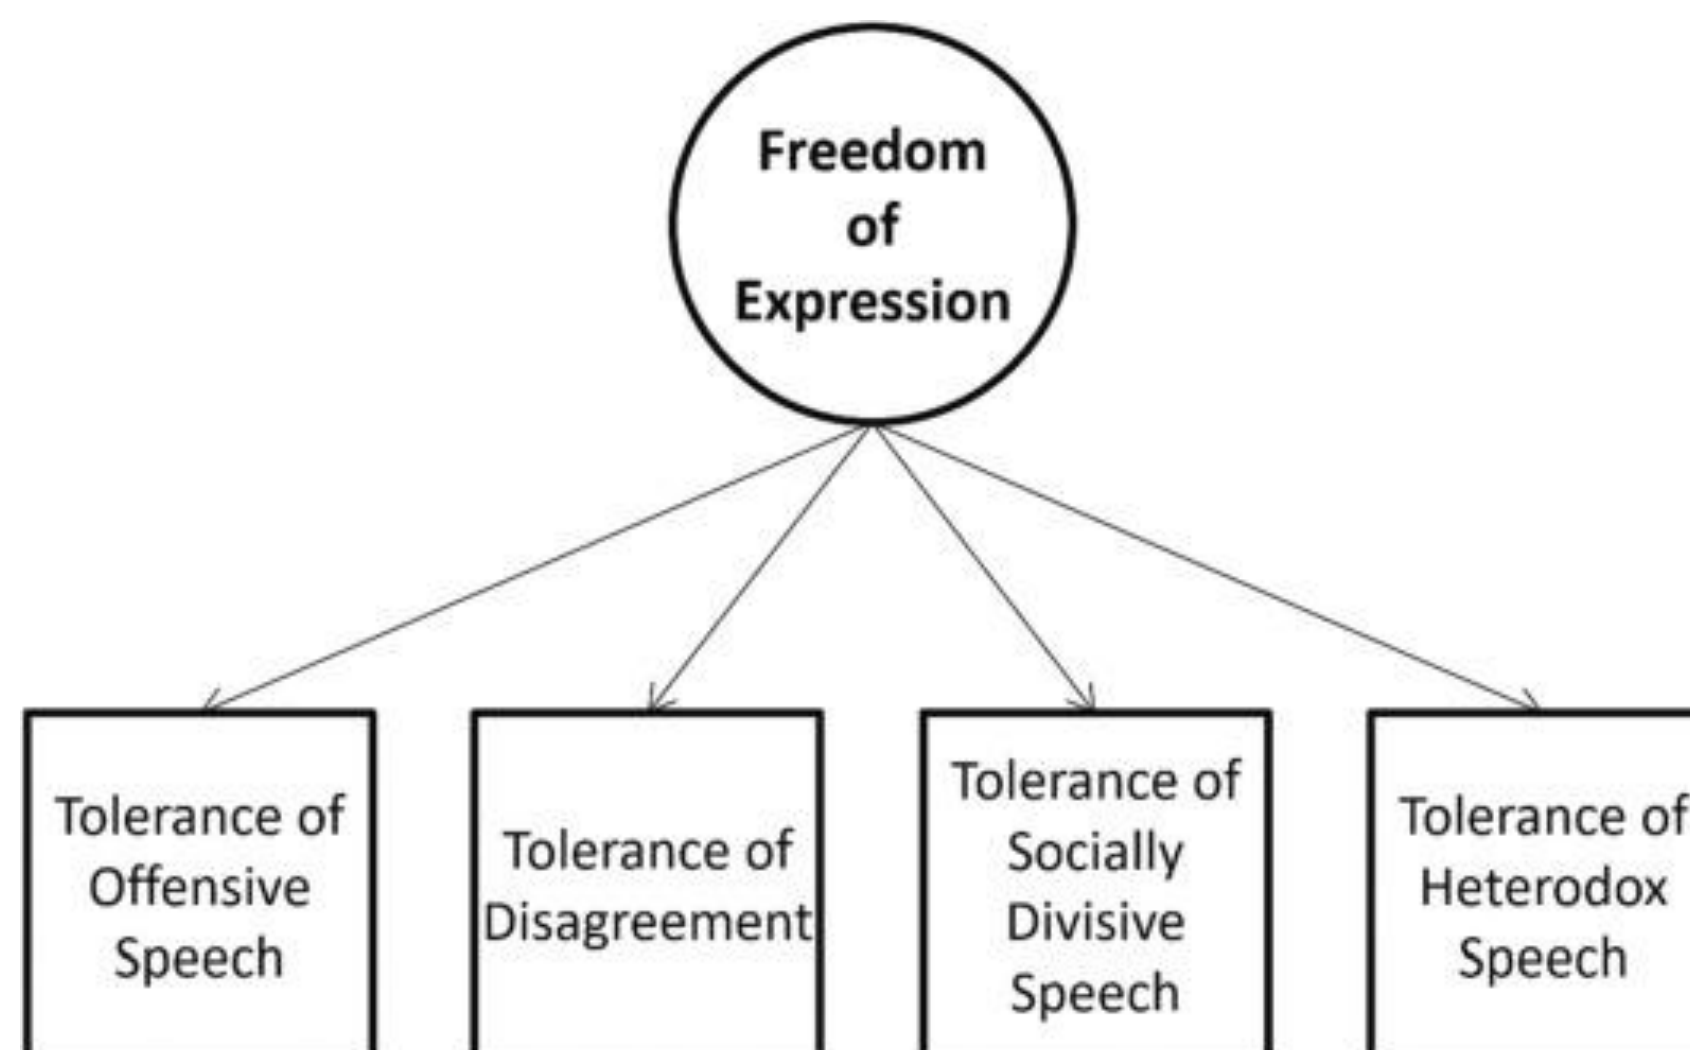 Freedom
of
Expression
Tolerance of
Offensive
Speech
Tolerance of
Disagreement
Tolerance of
Socially
Divisive
Speech
Tolerance of
Heterodox
Speech